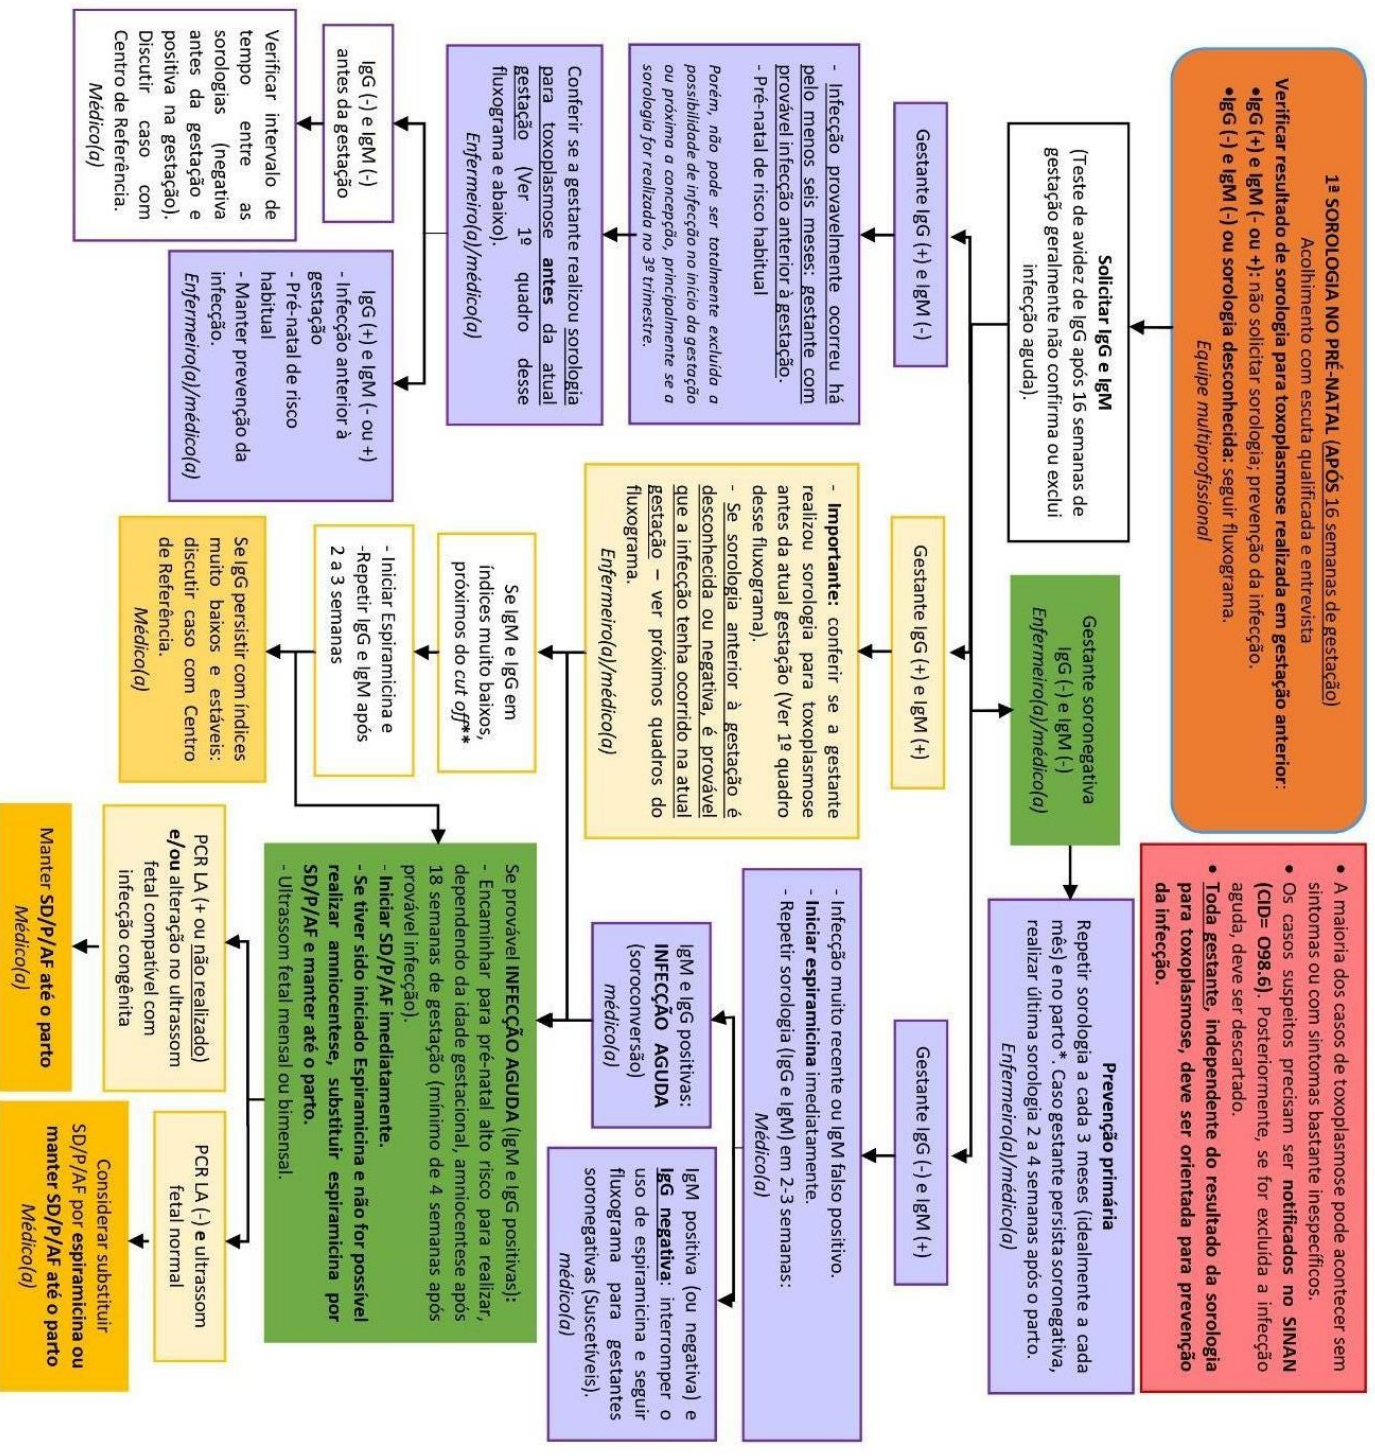 1ª SOROLOGIA NO PRÉ-NATAL (APÓS 16 semanas de gestação)
Acolhimento com escuta qualificada e entrevista
Verificar resultado de sorologia para toxoplasmose realizada em gestação anterior:
•IgG (+) e IgM (- ou +): não solicitar sorologia; prevenção da infecção.
•IgG (-) e IgM (-) ou sorologia desconhecida: seguir fluxograma.
Equipe multiprofissional
• A maioria dos casos de toxoplasmose pode acontecer sem
sintomas ou com sintomas bastante inespecíficos.
• Os casos suspeitos precisam ser notificados no SINAN
(CID= O98.6). Posteriormente, se for excluída a infecção
aguda, deve ser descartado.
• Toda gestante, independente do resultado da sorologia
para toxoplasmose, deve ser orientada para prevenção
da infecção.
Solicitar IgG e IgM
(Teste de avidez de IgG após 16 semanas de
gestação geralmente não confirma ou exclui
infecção aguda).
Gestante soronegativa
IgG (-) e IgM (-)
Enfermeiro(a)/médico(a)
Prevenção primária
Repetir sorologia a cada 3 meses (idealmente a cada
mês) e no parto*. Caso gestante persista soronegativa,
realizar última sorologia 2 a 4 semanas após o parto.
Enfermeiro(a)/médico(a)
Gestante IgG (+) e IgM (-)
Gestante IgG (+) e IgM (+)
Gestante IgG (-) e IgM (+)
- Infecção provavelmente ocorreu há
pelo menos seis meses: gestante com
provável infecção anterior à gestação.
- Pré-natal de risco habitual
Porém, não pode ser totalmente excluída a
possibilidade de infecção no início da gestação
ou próxima a concepção, principalmente se a
sorologia for realizada no 3º trimestre.
- Importante: conferir se a gestante
realizou sorologia para toxoplasmose
antes da atual gestação (Ver 1º quadro
desse fluxograma).
- Se sorologia anterior à gestação é
desconhecida ou negativa, é provável
que a infecção tenha ocorrido na atual
gestação – ver próximos quadros do
fluxograma.
Enfermeiro(a)/médico(a)
- Infecção muito recente ou IgM falso positivo.
- Iniciar espiramicina imediatamente.
- Repetir sorologia (IgG e IgM) em 2-3 semanas:
Médico(a)
Conferir se a gestante realizou sorologia
para toxoplasmose antes da atual
gestação (Ver 1º quadro desse
fluxograma e abaixo).
Enfermeiro(a)/médico(a)
Se IgM e IgG em
índices muito baixos,
próximos do cut off**
IgM e IgG positivas:
INFECÇÃO AGUDA
(soroconversão)
médico(a)
IgM positiva (ou negativa) e
IgG negativa: interromper o
uso de espiramicina e seguir
fluxograma para gestantes
soronegativas (Suscetíveis).
médico(a)
IgG (-) e IgM (-)
antes da gestação
IgG (+) e IgM (- ou +)
- Infecção anterior à
gestação
- Pré-natal de risco
habitual
- Manter prevenção da
infecção.
Enfermeiro(a)/médico(a)
- Iniciar Espiramicina e
-Repetir IgG e IgM após
2 a 3 semanas
Se provável INFECÇÃO AGUDA (IgM e IgG positivas):
- Encaminhar para pré-natal alto risco para realizar,
dependendo da idade gestacional, amniocentese após
18 semanas de gestação (mínimo de 4 semanas após
provável infecção).
- Iniciar SD/P/AF imediatamente.
- Se tiver sido iniciado Espiramicina e não for possível
realizar amniocentese, substituir espiramicina por
SD/P/AF e manter até o parto.
- Ultrassom fetal mensal ou bimensal.
Verificar intervalo de
tempo entre as
sorologias (negativa
antes da gestação e
positiva na gestação).
Discutir caso com
Centro de Referência.
Médico(a)
Se IgG persistir com índices
muito baixos e estáveis:
discutir caso com Centro
de Referência.
Médico(a)
PCR LA (+ ou não realizado)
e/ou alteração no ultrassom
fetal compatível com
infecção congênita
PCR LA (-) e ultrassom
fetal normal
Manter SD/P/AF até o parto
Médico(a)
Considerar substituir
SD/P/AF por espiramicina ou
manter SD/P/AF até o parto
Médico(a)